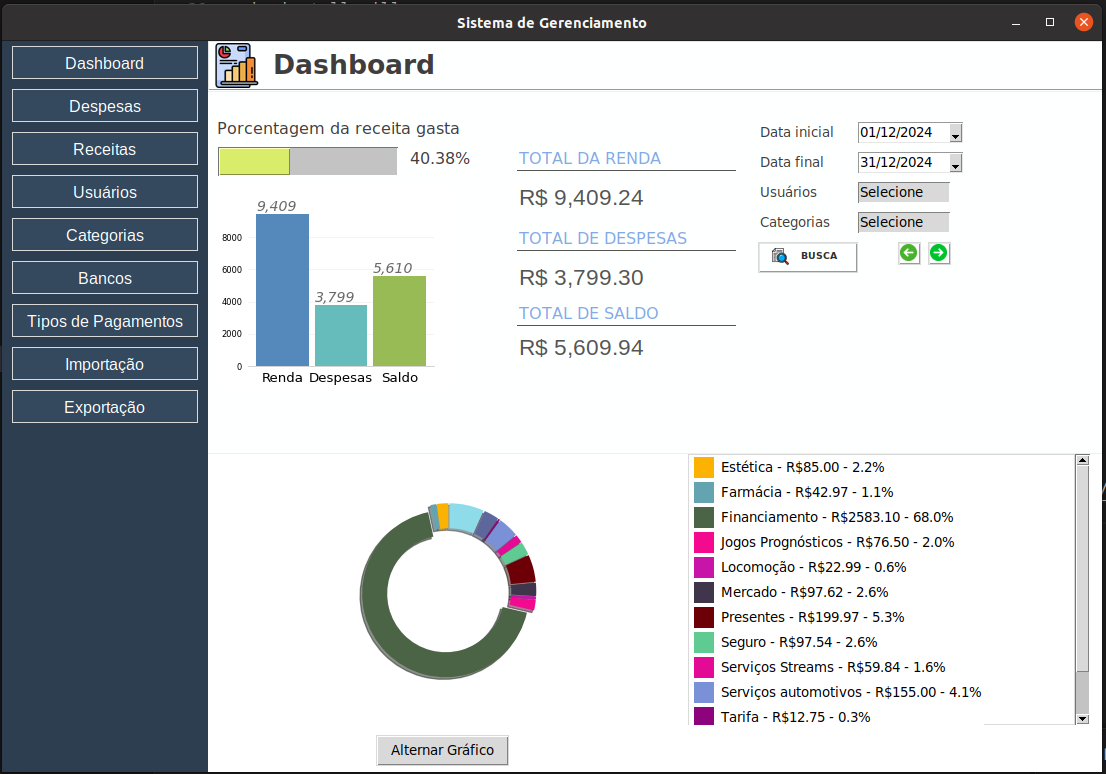 Sistema de Gerenciamento
Dashboard
Despesas
Receitas
Usuários
Categorias
Bancos
Tipos de Pagamentos
Importação
Exportação
Dashboard
Porcentagem da receita gasta
40.38%
9,409
8000
6000
4000
2000
0
3,799
5,610
Renda Despesas Saldo
TOTAL DA RENDA
R$ 9,409.24
TOTAL DE DESPESAS
R$ 3,799.30
TOTAL DE SALDO
R$ 5,609.94
Data inicial 01/12/2024
Data final 31/12/2024
Usuários Selecione
Categorias Selecione
BUSCA
Estética - R$85.00 - 2.2%
Farmácia - R$42.97 - 1.1%
Financiamento - R$2583.10 - 68.0%
Jogos Prognósticos - R$76.50 - 2.0%
Locomoção - R$22.99 - 0.6%
Mercado - R$97.62 - 2.6%
Presentes - R$199.97 - 5.3%
Seguro - R$97.54 - 2.6%
Serviços Streams - R$59.84 - 1.6%
Serviços automotivos - R$155.00 - 4.1%
Tarifa - R$12.75 - 0.3%
Alternar Gráfico